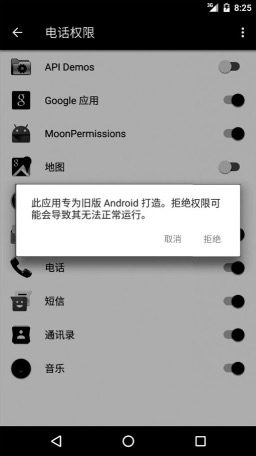 3G 8:25
电话权限
API Demos
Google 应用
MoonPermissions
地图
此应用专为旧版 Android 打造。拒绝权限可
能会导致其无法正常运行。
取消 拒绝
电话
短信
通讯录
音乐